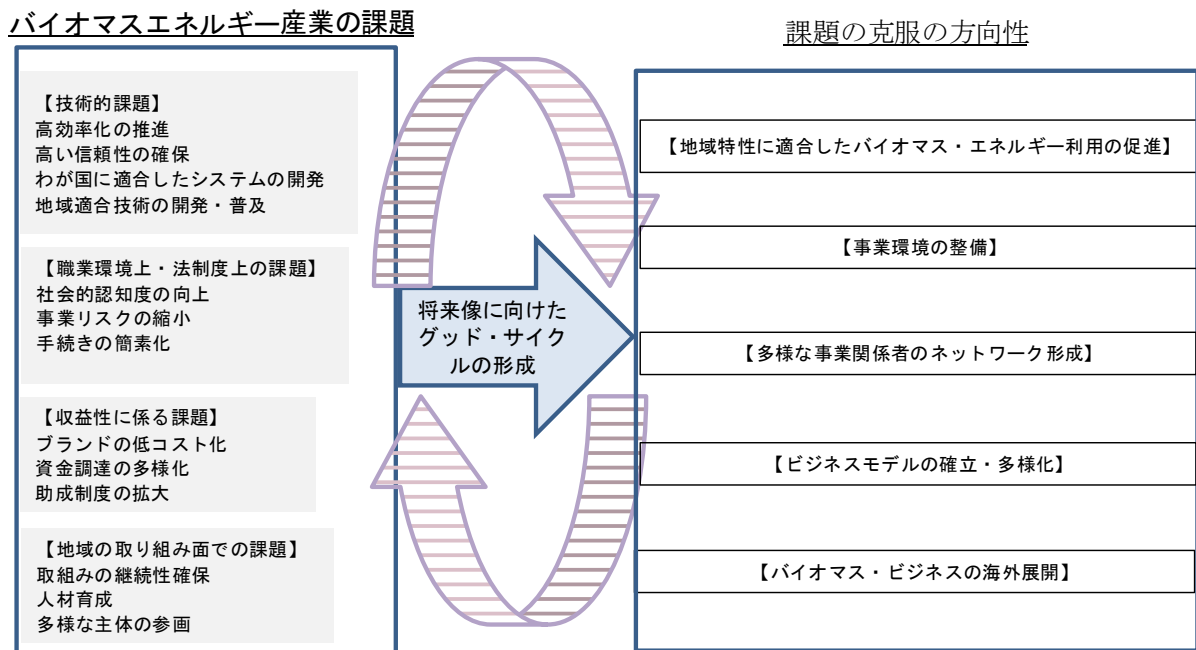 バイオマスエネルギー産業の課題
【技術的課題】
高効率化の推進
高い信頼性の確保
わが国に適合したシステムの開発
地域適合技術の開発・普及
【職業環境上・法制度上の課題】
社会的認知度の向上
事業リスクの縮小
手続きの簡素化
【収益性に係る課題】
ブランドの低コスト化
資金調達の多様化
助成制度の拡大
【地域の取り組み面での課題】
取組みの継続性確保
人材育成
多様な主体の参画
将来像に向けた
グッド・サイク
ルの形成
課題の克服の方向性
【地域特性に適合したバイオマス・エネルギー利用の促進】
【事業環境の整備】
【多様な事業関係者のネットワーク形成】
【ビジネスモデルの確立・多様化】
【バイオマス・ビジネスの海外展開】